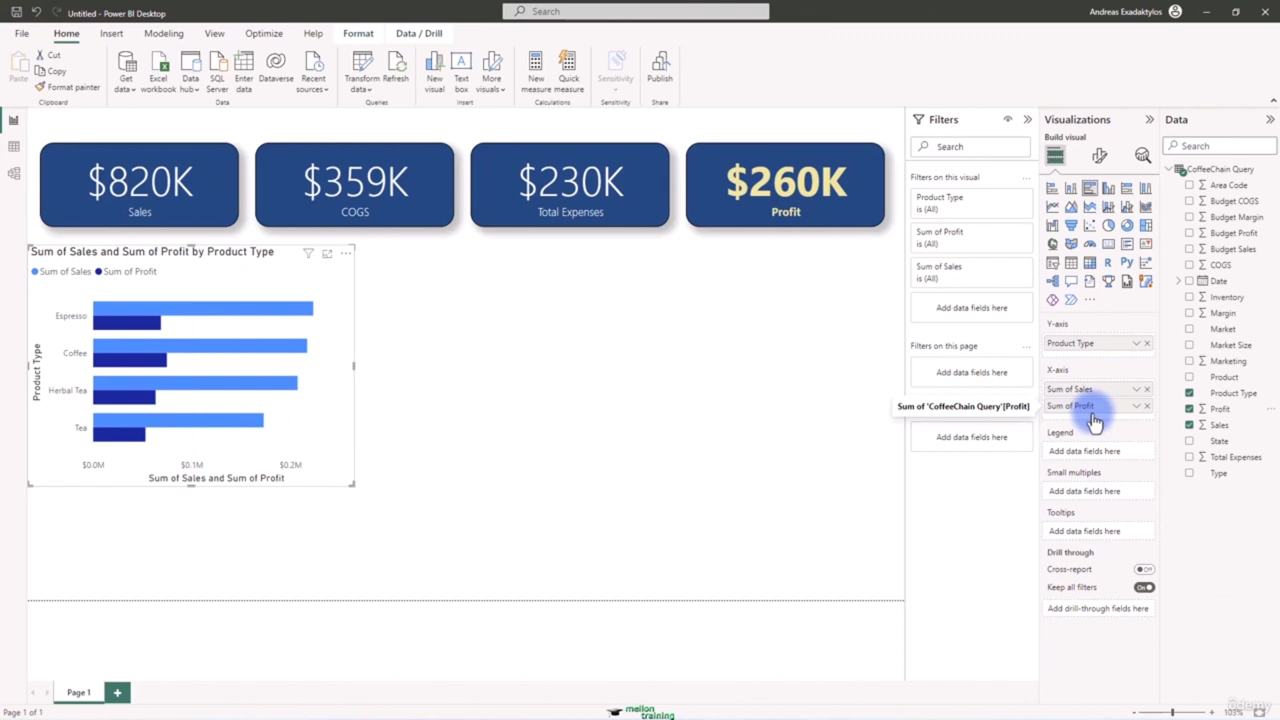 Untitled - Power BI Desktop
Search
Andreas Exadaktylos
File Home Insert Modeling View Optimize Help Format Data / Drill
Paste
Cut
Copy
Format painter
Clipboard
Get data
Excel workbook
Data hub
SQL Server
Enter data
Dataverse
Recent sources
Data
Transform data
Refresh
Queries
New visual
Text box
More visuals
Insert
New measure
Quick measure
Calculations
Sensitivity
Sensitivity
Publish
Share
$820K
Sales
$359K
COGS
$230K
Total Expenses
$260K
Profit
Sum of Sales and Sum of Profit by Product Type
Sum of Sales Sum of Profit
Product Type
Espresso
Coffee
Herbal Tea
Tea
$0.0M $0.1M $0.2M
Sum of Sales and Sum of Profit
Filters
Search
Filters on this visual
Product Type
is (All)
Sum of Profit
is (All)
Sum of Sales
is (All)
Add data fields here
Filters on this page
Add data fields here
Sum of 'CoffeeChain Query'[Profit]
Add data fields here
Visualizations
Build visual
R Py
Y-axis
Product Type
X-axis
Sum of Sales
Sum of Profit
Legend
Add data fields here
Small multiples
Add data fields here
Tooltips
Add data fields here
Drill through
Cross-report Off
Keep all filters On
Add drill-through fields here
Data
Search
CoffeeChain Query
Area Code
Budget COGS
Budget Margin
Budget Profit
Budget Sales
COGS
Date
Inventory
Margin
Market
Market Size
Marketing
Product
Product Type
Profit
Sales
State
Total Expenses
Type
Page 1
Page 1 of 1
mellon
training
103%
ûdemy